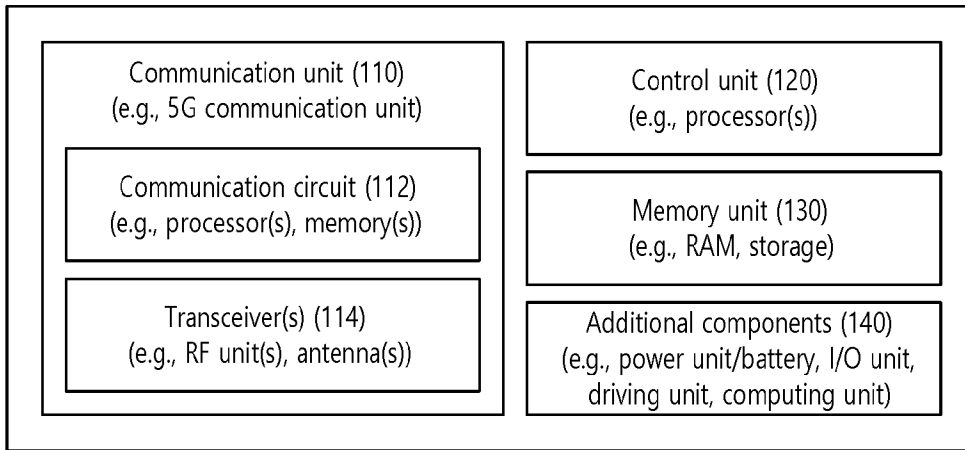 Communication unit (110)
(e.g., 5G communication unit)
Communication circuit (112)
(e.g., processor(s), memory(s))
Transceiver(s) (114)
(e.g., RF unit(s), antenna(s))
Control unit (120)
(e.g., processor(s))
Memory unit (130)
(e.g., RAM, storage)
Additional components (140)
(e.g., power unit/battery, I/O unit,
driving unit, computing unit)